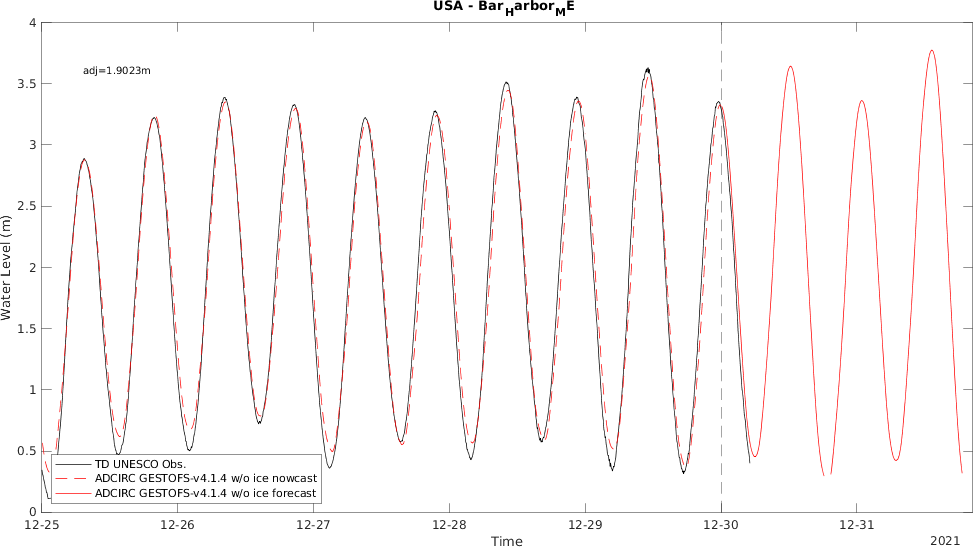 USA - Bar_Harbor_ME
adj=1.9023m
4
3.5
3
2.5
2
1.5
1
0.5
0
Water Level (m)
TD UNESCO Obs.
ADCIRC GESTOFS-v4.1.4 w/o ice nowcast
ADCIRC GESTOFS-v4.1.4 w/o ice forecast
12-25 12-26 12-27 12-28 12-29 12-30 12-31
Time
2021